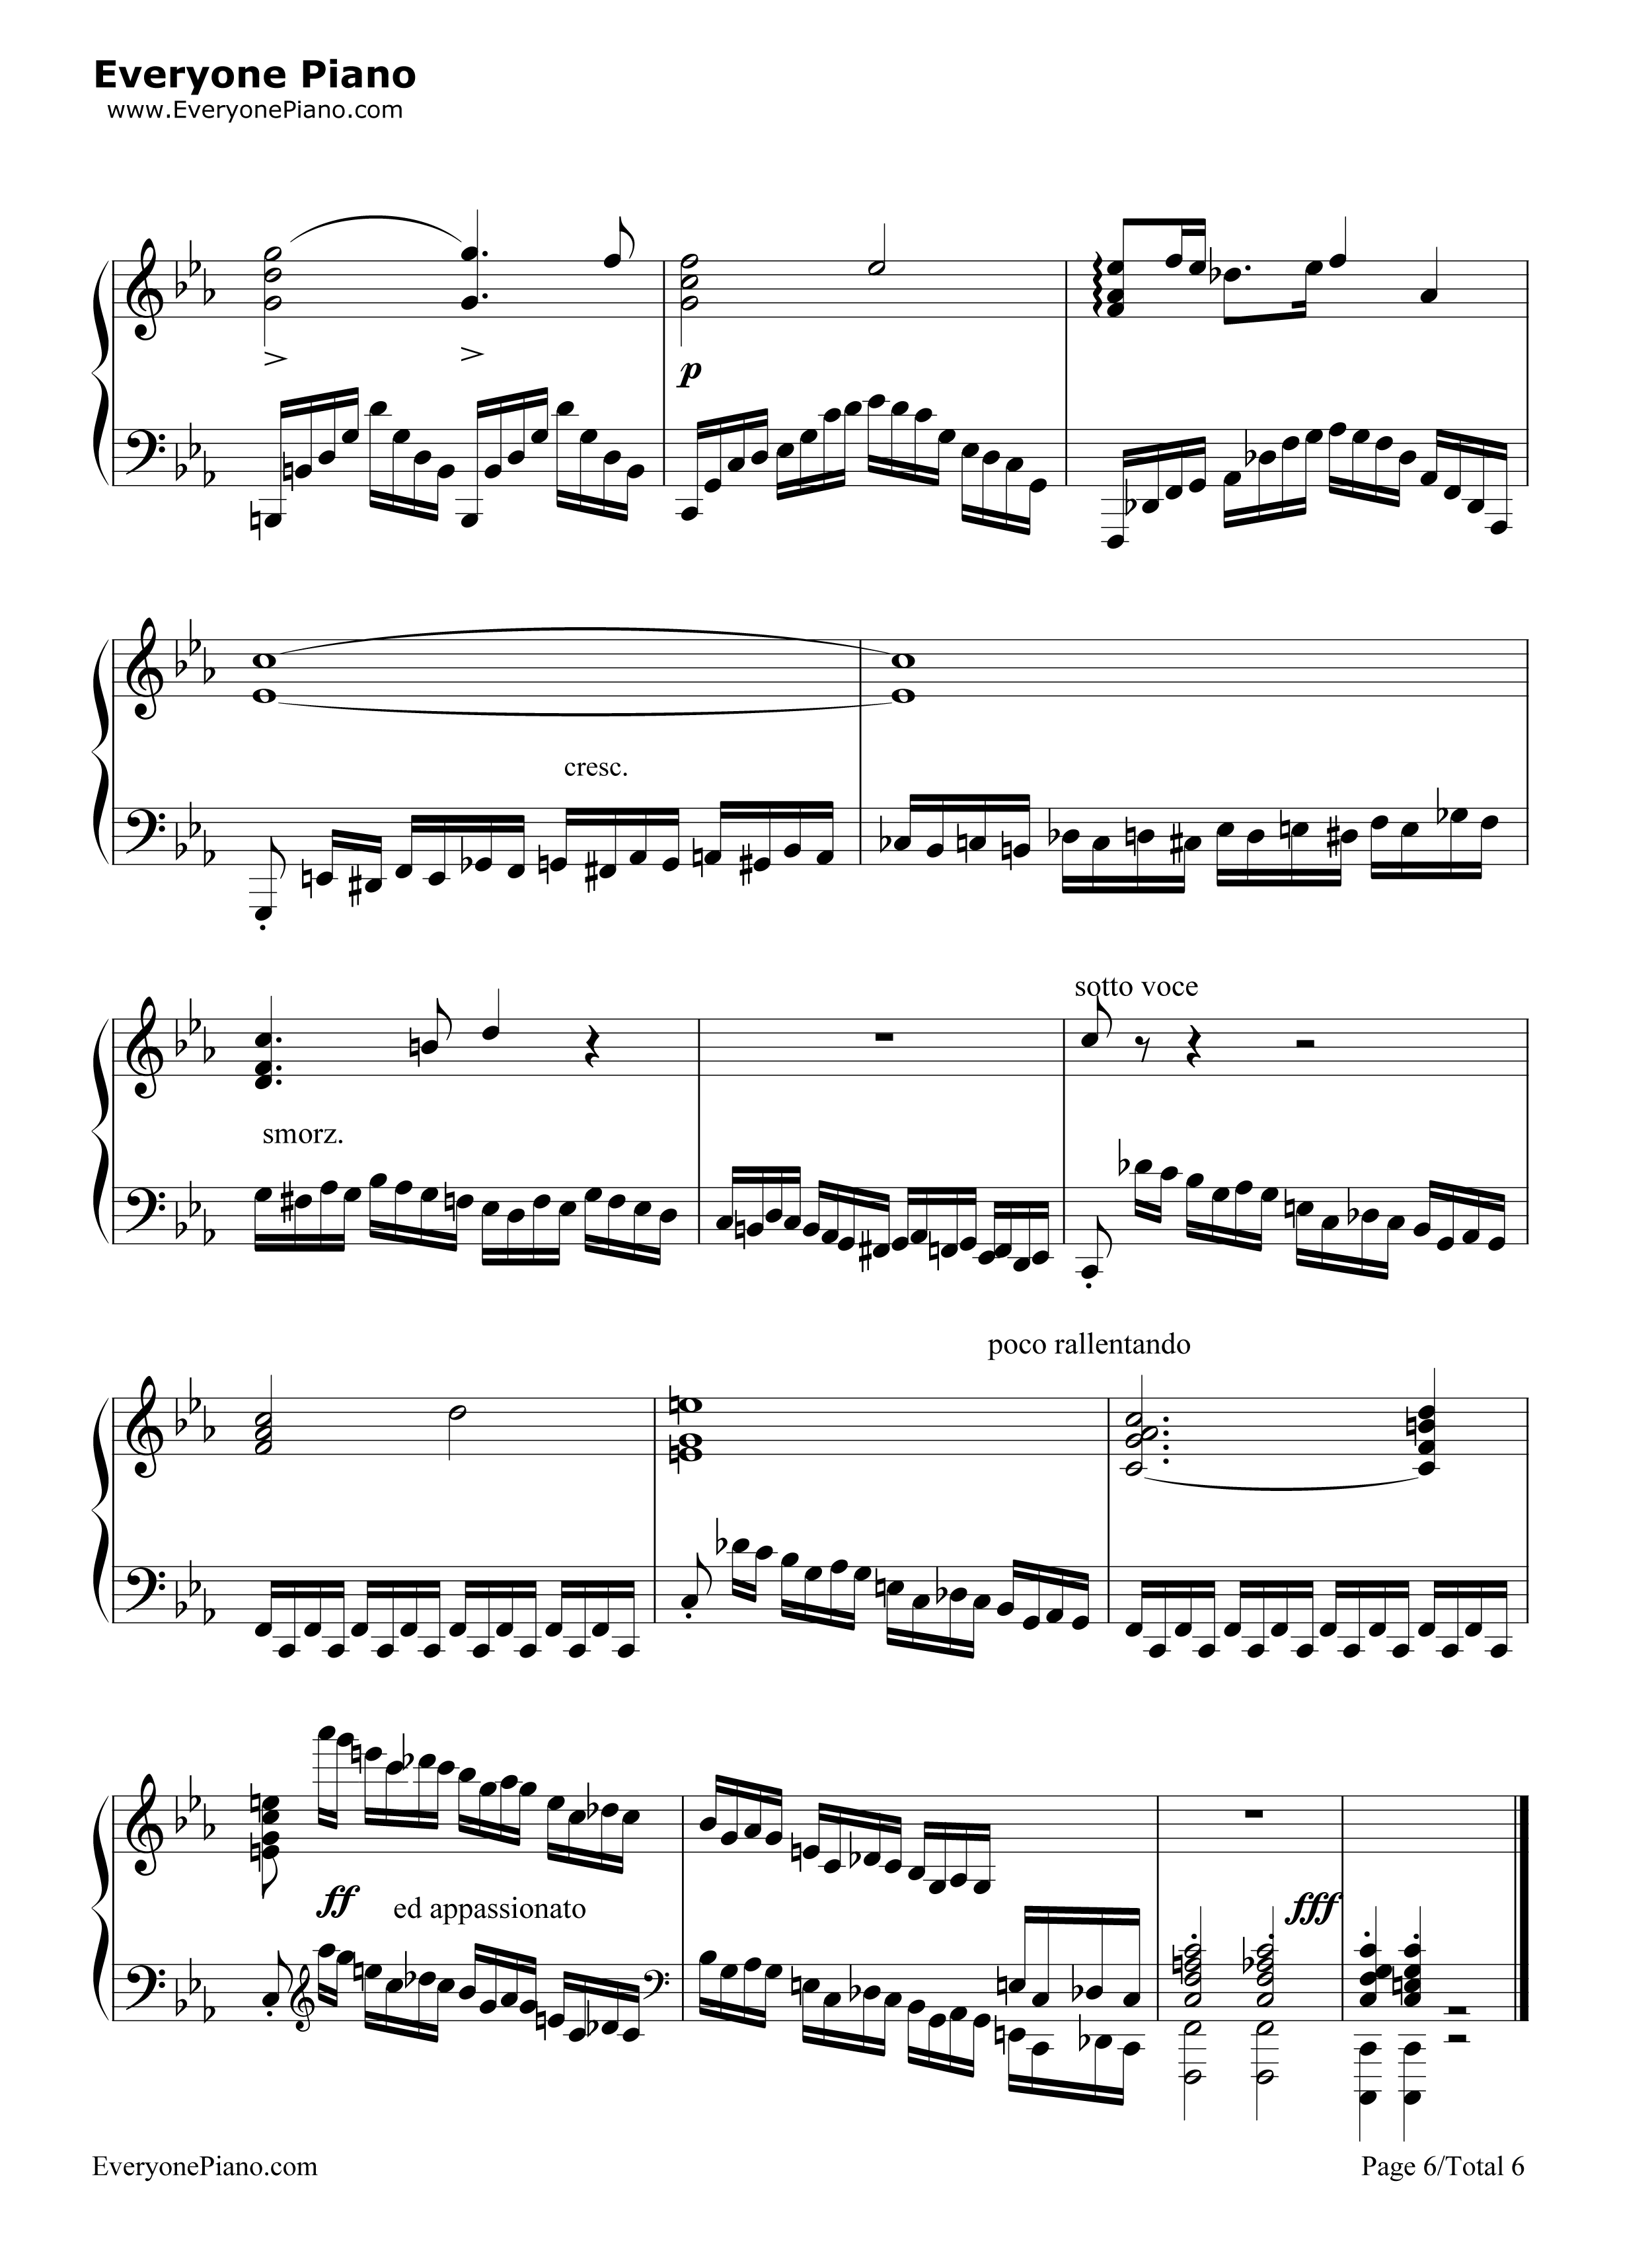 Everyone Piano
www.EveryonePiano.com
p
cresc.
sotto voce
smorz.
poco rallentando
ff ed appassionato
fff
EveryonePiano.com
Page 6/Total 6